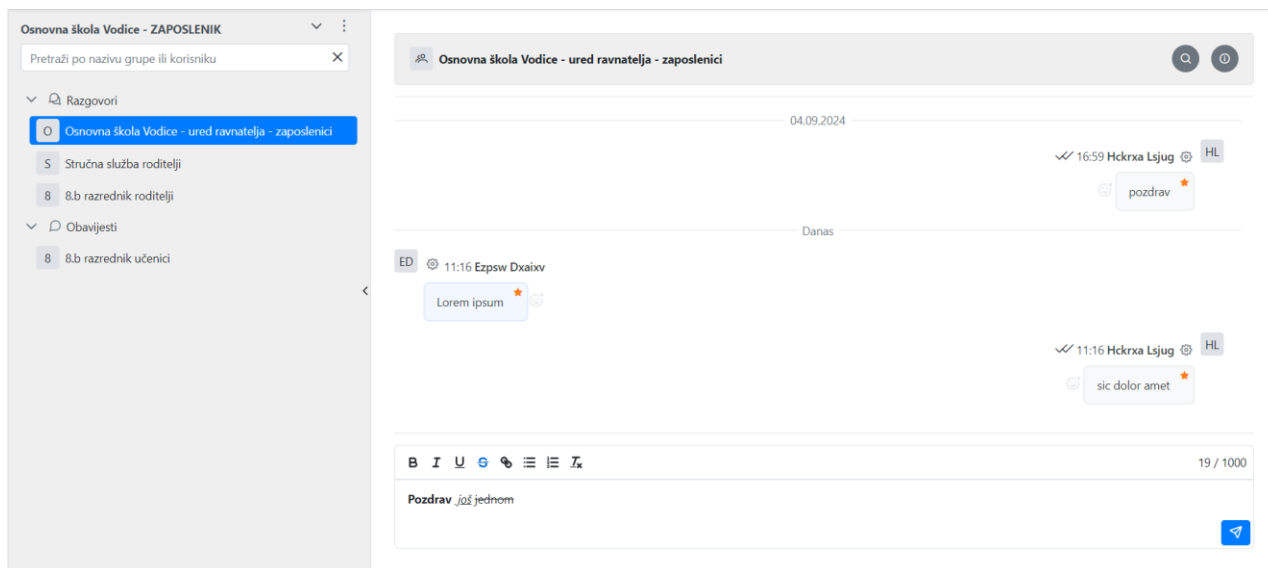 Osnovna škola Vodice - ZAPOSLENIK
Pretraži po nazivu grupe ili korisniku
Razgovori
O Osnovna škola Vodice - ured ravnatelja - zaposlenici
S Stručna služba roditelji
8 8.b razrednik roditelji
Obavijesti
8 8.b razrednik učenici
Osnovna škola Vodice - ured ravnatelja - zaposlenici
04.09.2024
16:59 Hckrxa Lsjug HL
pozdrav
Danas
ED 11:16 Ezpsw Dxaixv
Lorem ipsum
11:16 Hckrxa Lsjug HL
sic dolor amet
B I U S Tx 19 / 1000
Pozdrav još jednom